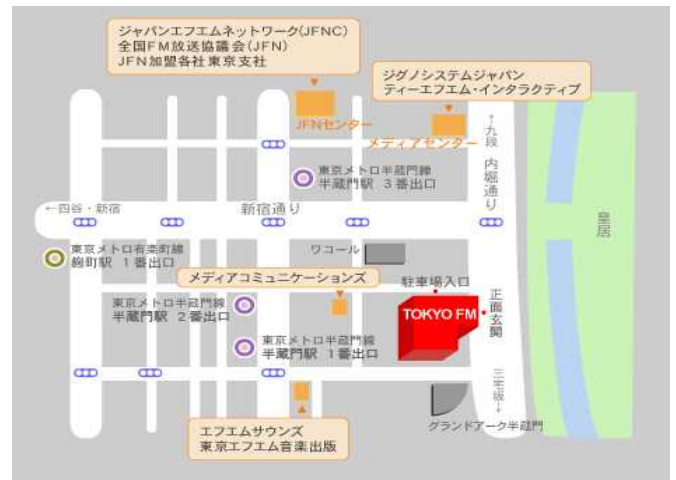 ジャパンエフエムネットワーク(JFNC)
全国FM放送協議会(JFN)
JFN加盟各社東京支社
ジグノシステムジャパン
ティーエフエム・インタラクティブ
JFNセンター
メディアセンター
←九段
内堀通り
東京メトロ半蔵門線
半蔵門駅 3番出口
←四谷・新宿
新宿通り
皇居
東京メトロ有楽町線
麹町駅 1番出口
ワコール
メディアコミュニケーションズ
駐車場入口
東京メトロ半蔵門線
半蔵門駅 2番出口
TOKYO FM
正面玄関
東京メトロ半蔵門線
半蔵門駅 1番出口
三宅坂→
グランドアーク半蔵門
エフエムサウンズ
東京エフエム音楽出版